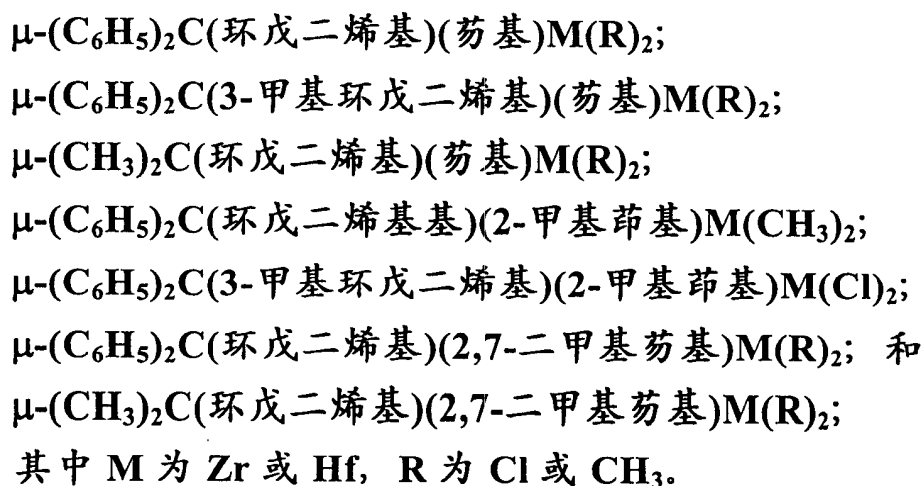 μ-(C₆H₅)₂C(环戊二烯基)(芴基)M(R)₂;
μ-(C₆H₅)₂C(3-甲基环戊二烯基)(芴基)M(R)₂;
μ-(CH₃)₂C(环戊二烯基)(芴基)M(R)₂;
μ-(C₆H₅)₂C(环戊二烯基基)(2-甲基茚基)M(CH₃)₂;
μ-(C₆H₅)₂C(3-甲基环戊二烯基)(2-甲基茚基)M(Cl)₂;
μ-(C₆H₅)₂C(环戊二烯基)(2,7-二甲基芴基)M(R)₂; 和
μ-(CH₃)₂C(环戊二烯基)(2,7-二甲基芴基)M(R)₂;
其中 M 为 Zr 或 Hf, R 为 Cl 或 CH₃。